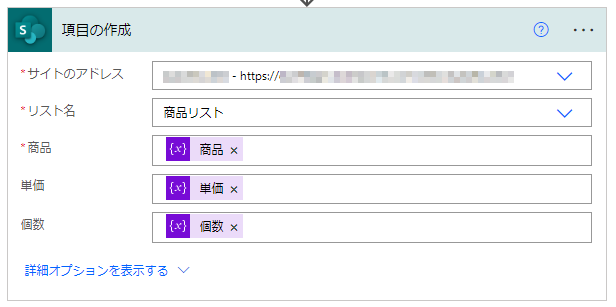 項目の作成
*サイトのアドレス - https://
*リスト名 商品リスト
*商品 {x} 商品 ×
単価 {x} 単価 ×
個数 {x} 個数 ×
詳細オプションを表示する